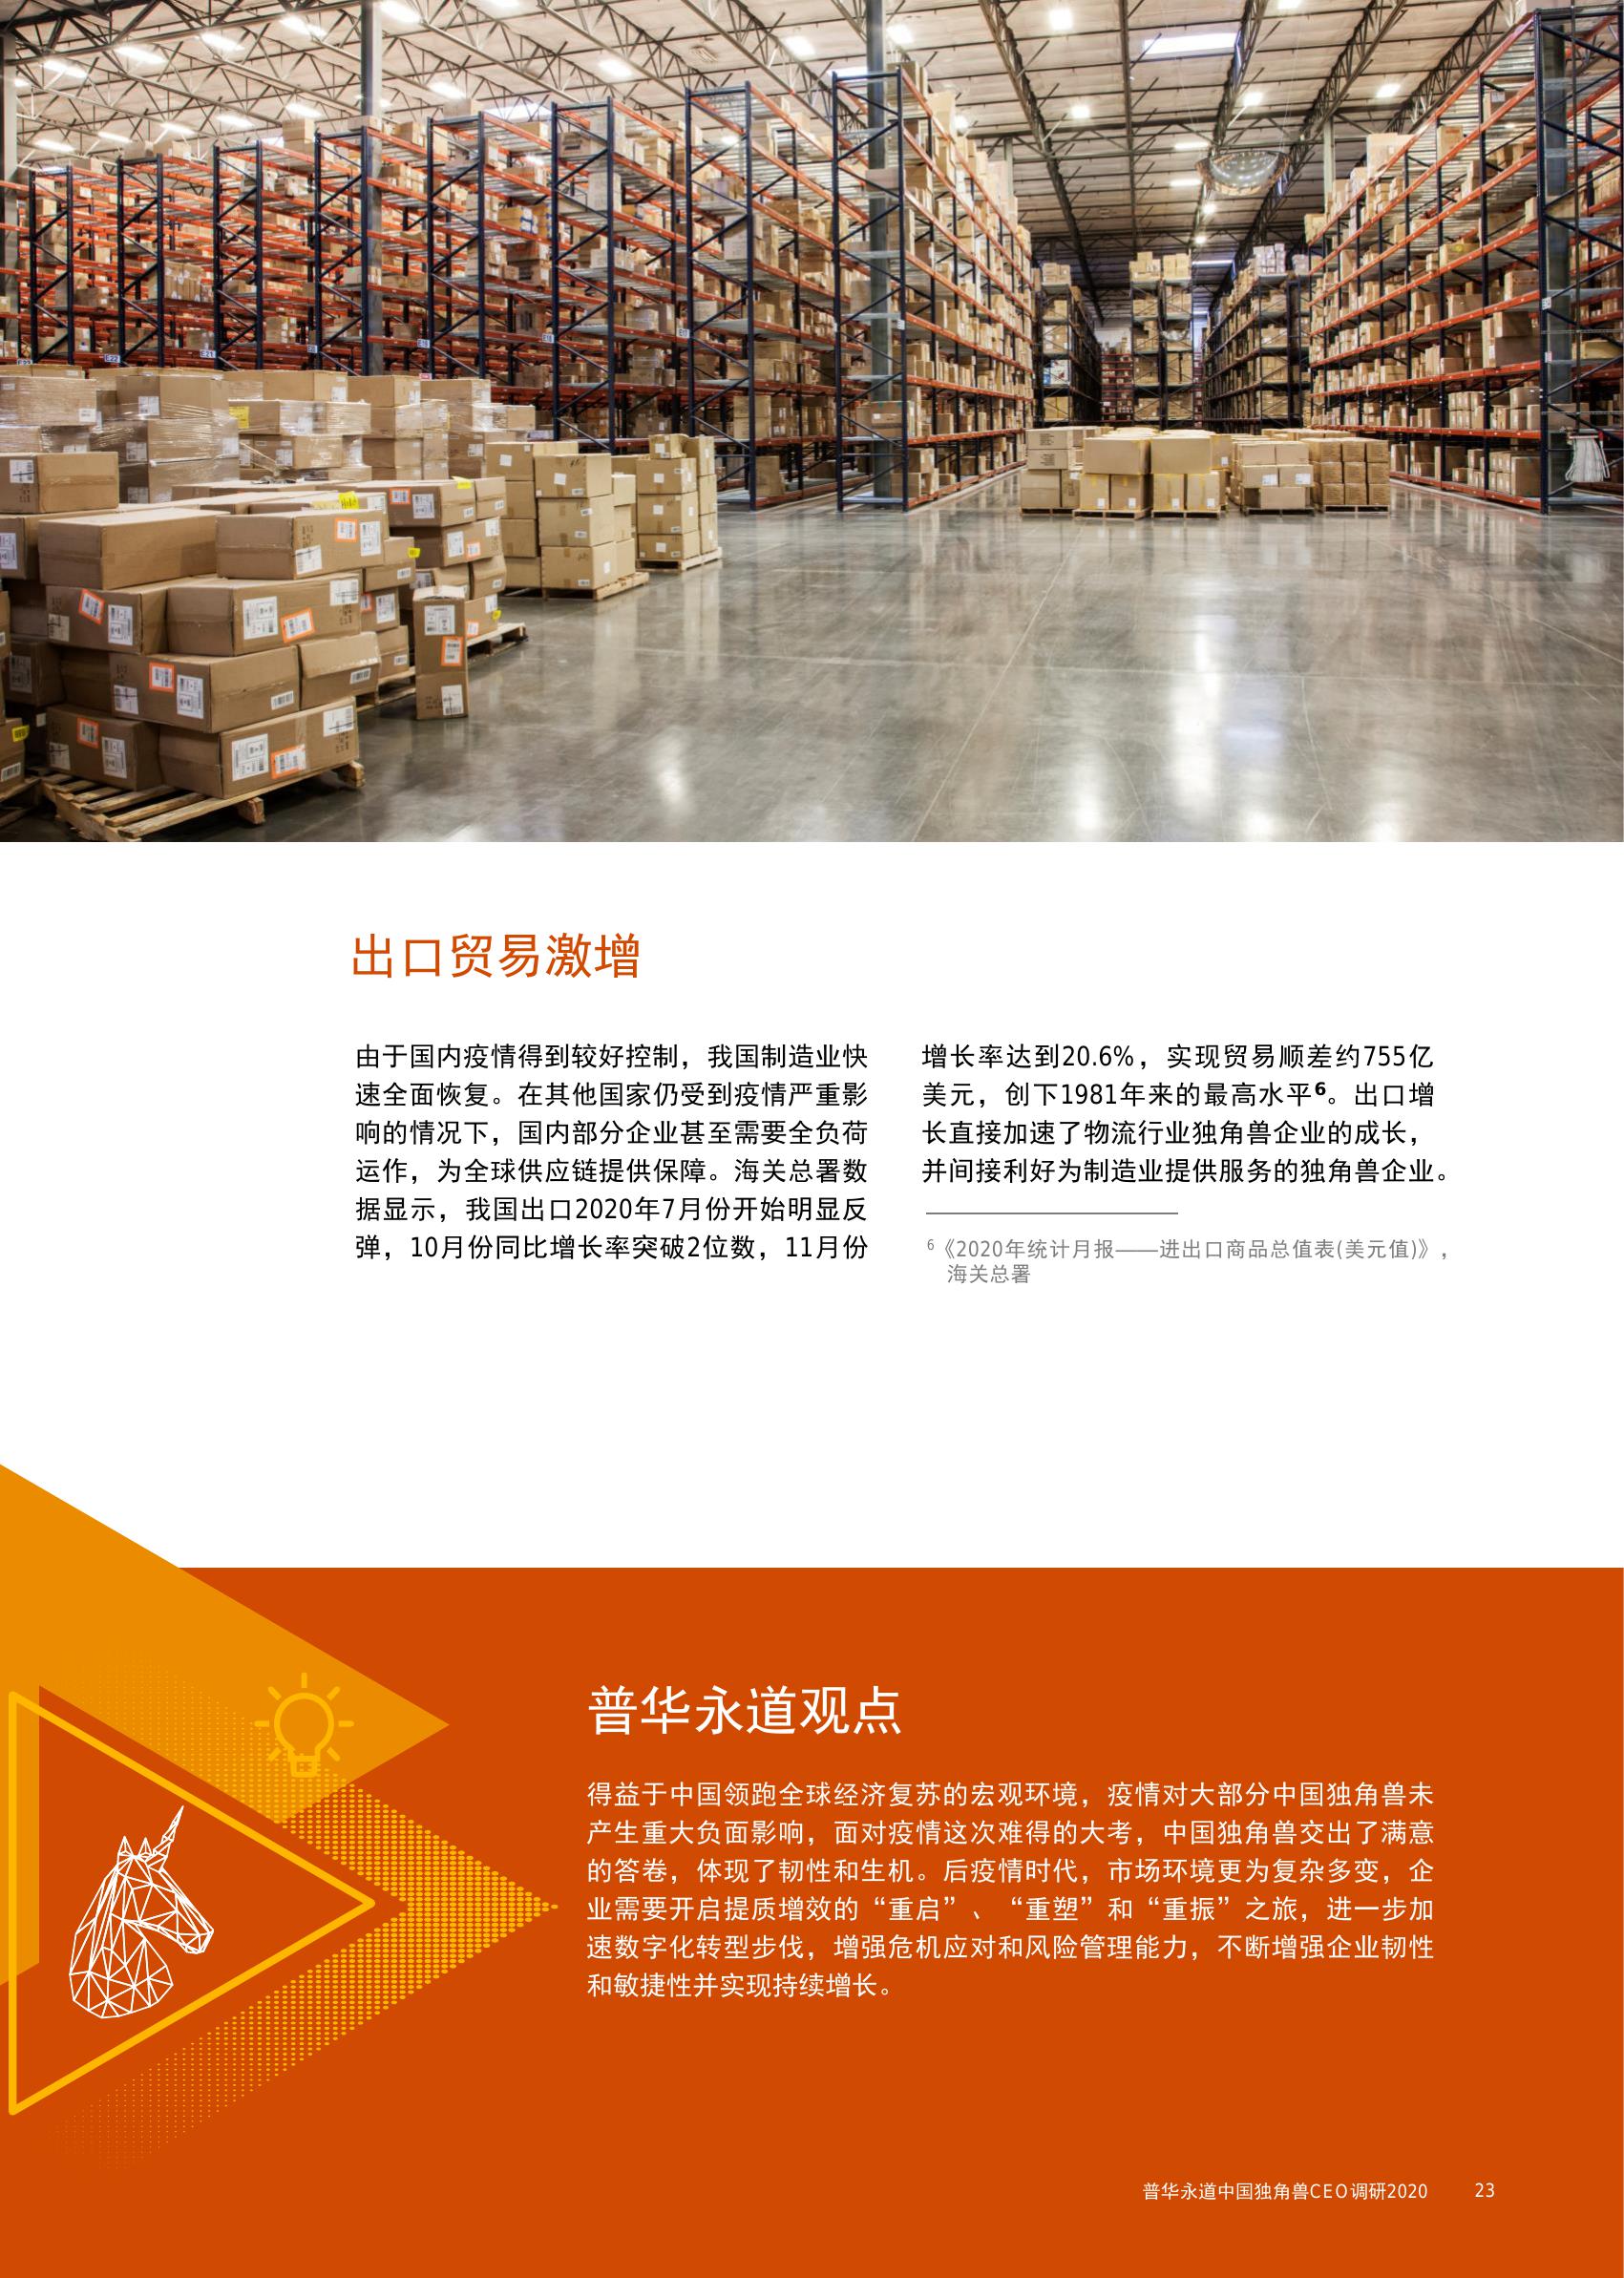 出口贸易激增
由于国内疫情得到较好控制，我国制造业快
速全面恢复。在其他国家仍受到疫情严重影
响的情况下，国内部分企业甚至需要全负荷
运作，为全球供应链提供保障。海关总署数
据显示，我国出口2020年7月份开始明显反
弹，10月份同比增长率突破2位数，11月份
增长率达到20.6%，实现贸易顺差约755亿
美元，创下1981年来的最高水平6。出口增
长直接加速了物流行业独角兽企业的成长，
并间接利好为制造业提供服务的独角兽企业。
6《2020年统计月报——进出口商品总值表(美元值)》，
海关总署
普华永道观点
得益于中国领跑全球经济复苏的宏观环境，疫情对大部分中国独角兽未
产生重大负面影响，面对疫情这次难得的大考，中国独角兽交出了满意
的答卷，体现了韧性和生机。后疫情时代，市场环境更为复杂多变，企
业需要开启提质增效的“重启”、“重塑”和“重振”之旅，进一步加
速数字化转型步伐，增强危机应对和风险管理能力，不断增强企业韧性
和敏捷性并实现持续增长。
普华永道中国独角兽CEO调研2020 23